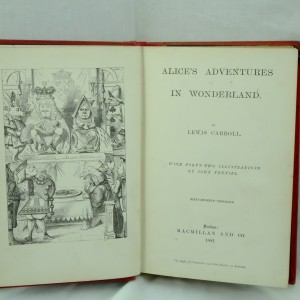 ALICE'S ADVENTURES
IN WONDERLAND.
BY
LEWIS CARROLL.
WITH FORTY-TWO ILLUSTRATIONS
BY JOHN TENNIEL.
London:
MACMILLAN AND CO.